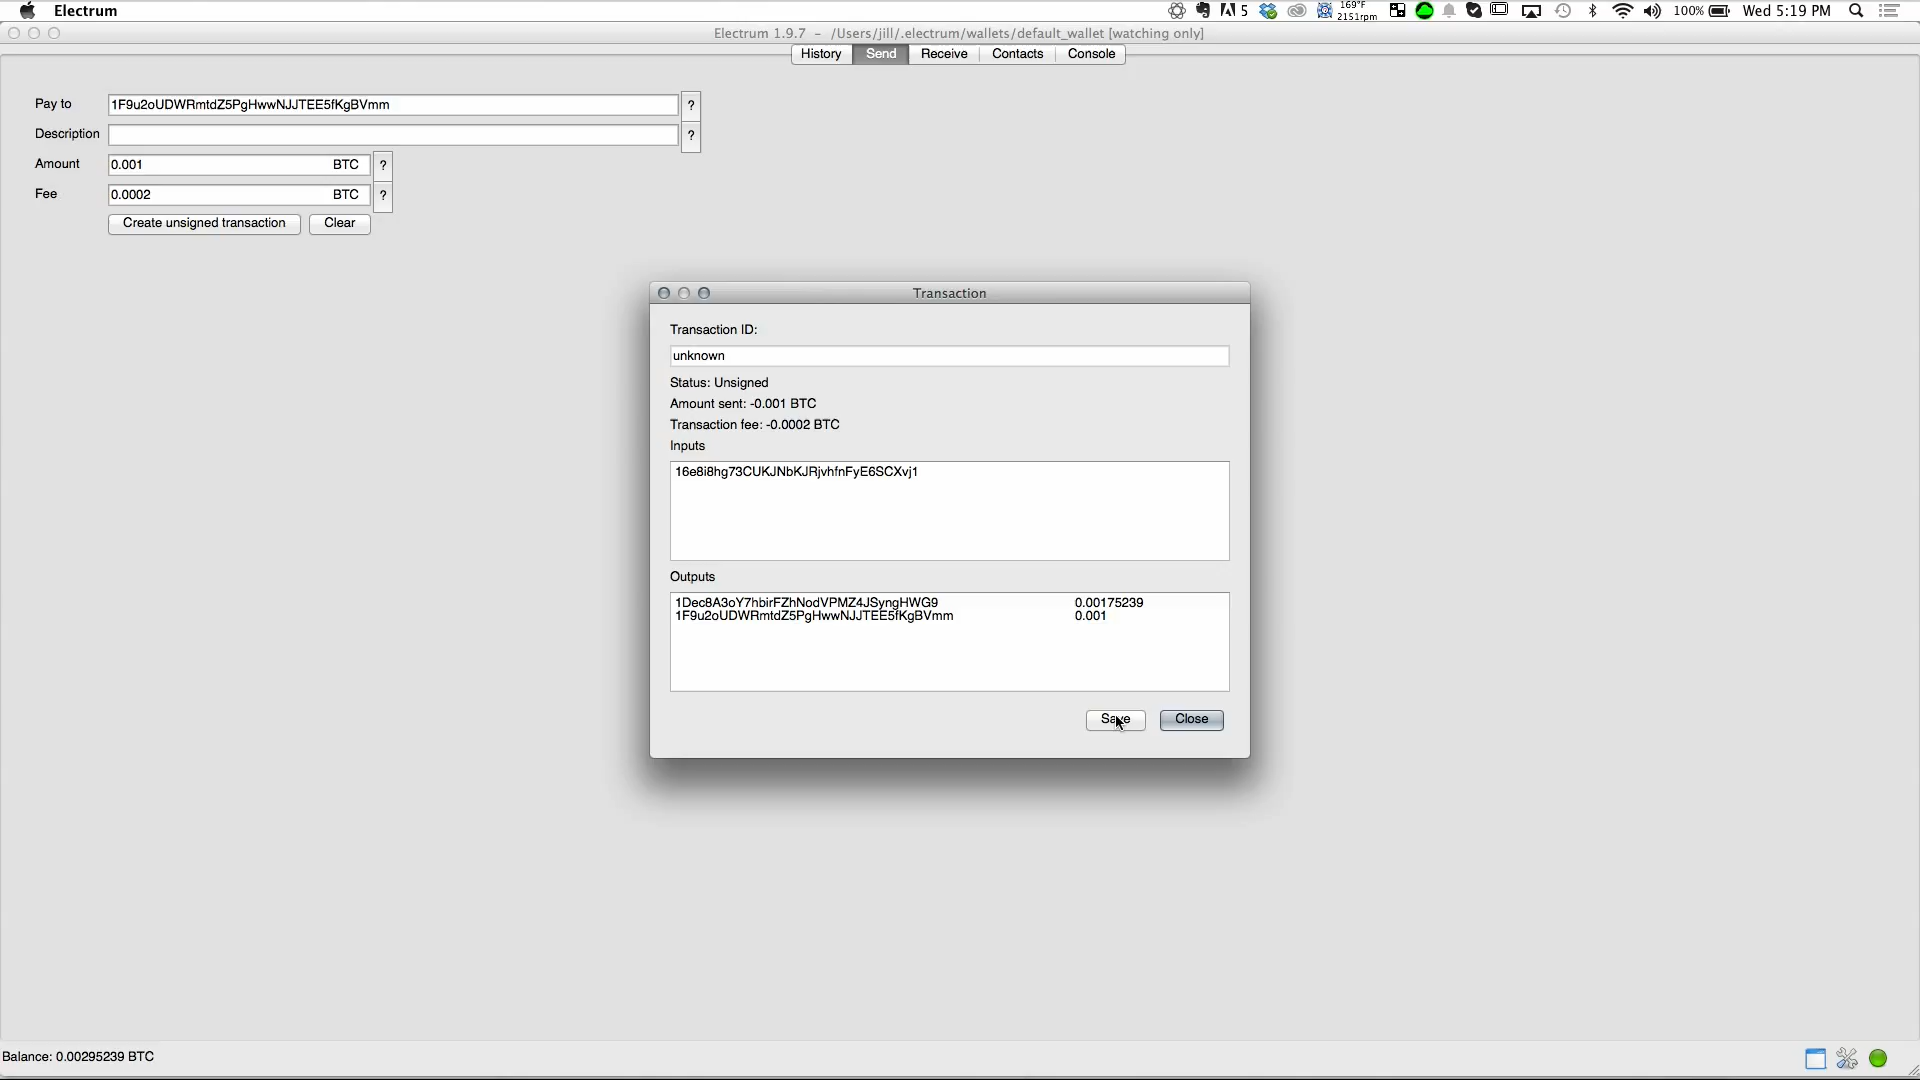 Electrum
5
169°F
2151rpm
100%
Wed 5:19 PM
Electrum 1.9.7 – /Users/jill/.electrum/wallets/default_wallet [watching only]
History
Send
Receive
Contacts
Console
Pay to
1F9u2oUDWRmtdZ5PgHwwNJJTEE5fKgBVmm
?
Description
?
Amount
0.001
BTC
?
Fee
0.0002
BTC
?
Create unsigned transaction
Clear
Transaction
Transaction ID:
unknown
Status: Unsigned
Amount sent: -0.001 BTC
Transaction fee: -0.0002 BTC
Inputs
16e8i8hg73CUKJNbKJRjvhfnFyE6SCXvj1
Outputs
1Dec8A3oY7hbirFZhNodVPMZ4JSyngHWG9 0.00175239
1F9u2oUDWRmtdZ5PgHwwNJJTEE5fKgBVmm 0.001
Save
Close
Balance: 0.00295239 BTC